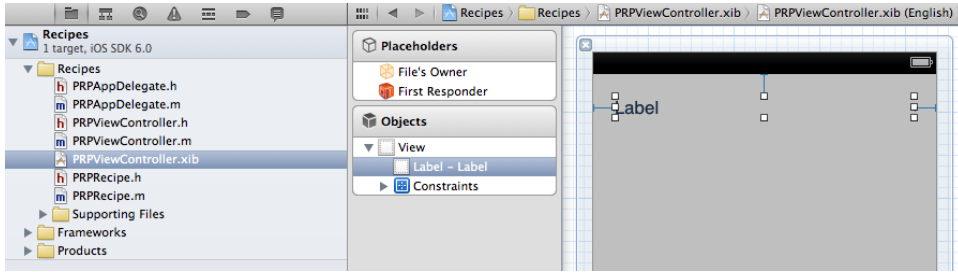 Recipes
1 target, iOS SDK 6.0
Recipes
h PRPAppDelegate.h
m PRPAppDelegate.m
h PRPViewController.h
m PRPViewController.m
PRPViewController.xib
h PRPRecipe.h
m PRPRecipe.m
Supporting Files
Frameworks
Products
Recipes Recipes PRPViewController.xib PRPViewController.xib (English)
Placeholders
File's Owner
First Responder
Objects
View
Label – Label
Constraints
Label